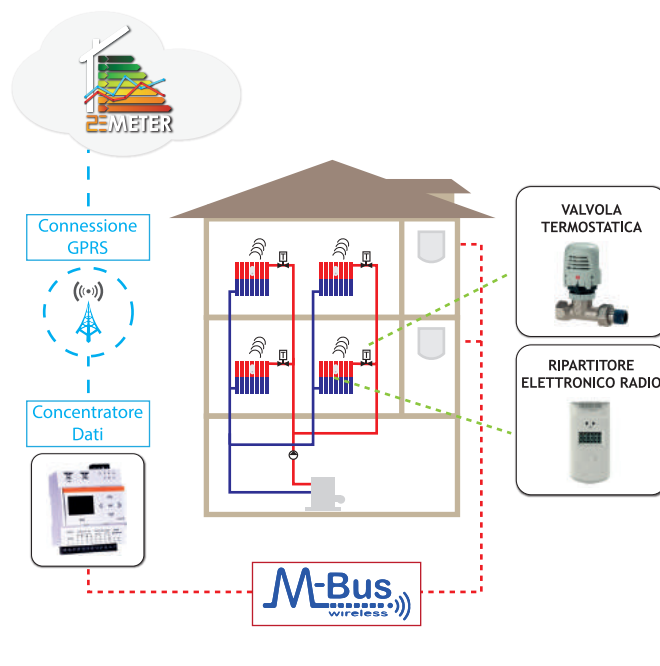 2EMETER
Connessione
GPRS
VALVOLA
TERMOSTATICA
T
T
T
T
RIPARTITORE
ELETTRONICO RADIO
Concentratore
Dati
M-Bus
wireless